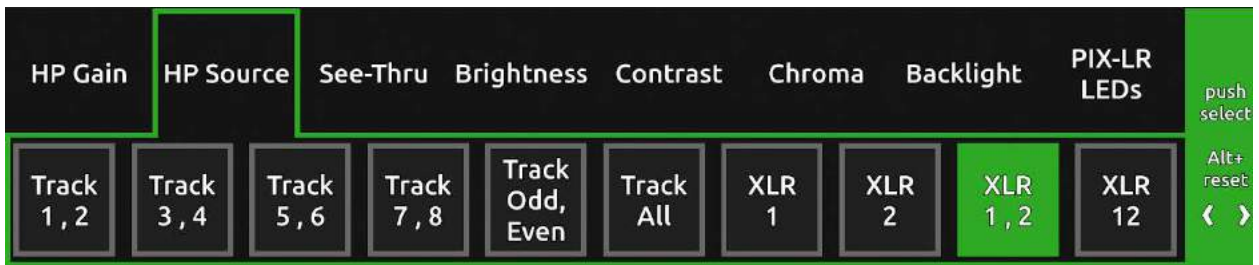 HP Gain
HP Source
See-Thru
Brightness
Contrast
Chroma
Backlight
PIX-LR
LEDs
push
select
Track
1 , 2
Track
3 , 4
Track
5 , 6
Track
7 , 8
Track
Odd,
Even
Track
All
XLR
1
XLR
2
XLR
1 , 2
XLR
12
Alt+
reset
❮ ❯